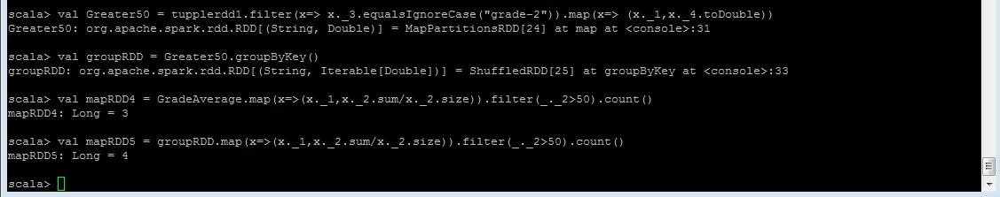 scala> val Greater50 = tupplerdd1.filter(x=> x._3.equalsIgnoreCase("grade-2")).map(x=> (x._1,x._4.toDouble))
Greater50: org.apache.spark.rdd.RDD[(String, Double)] = MapPartitionsRDD[24] at map at <console>:31
scala> val groupRDD = Greater50.groupByKey()
groupRDD: org.apache.spark.rdd.RDD[(String, Iterable[Double])] = ShuffledRDD[25] at groupByKey at <console>:33
scala> val mapRDD4 = GradeAverage.map(x=>(x._1,x._2.sum/x._2.size)).filter(_._2>50).count()
mapRDD4: Long = 3
scala> val mapRDD5 = groupRDD.map(x=>(x._1,x._2.sum/x._2.size)).filter(_._2>50).count()
mapRDD5: Long = 4
scala>